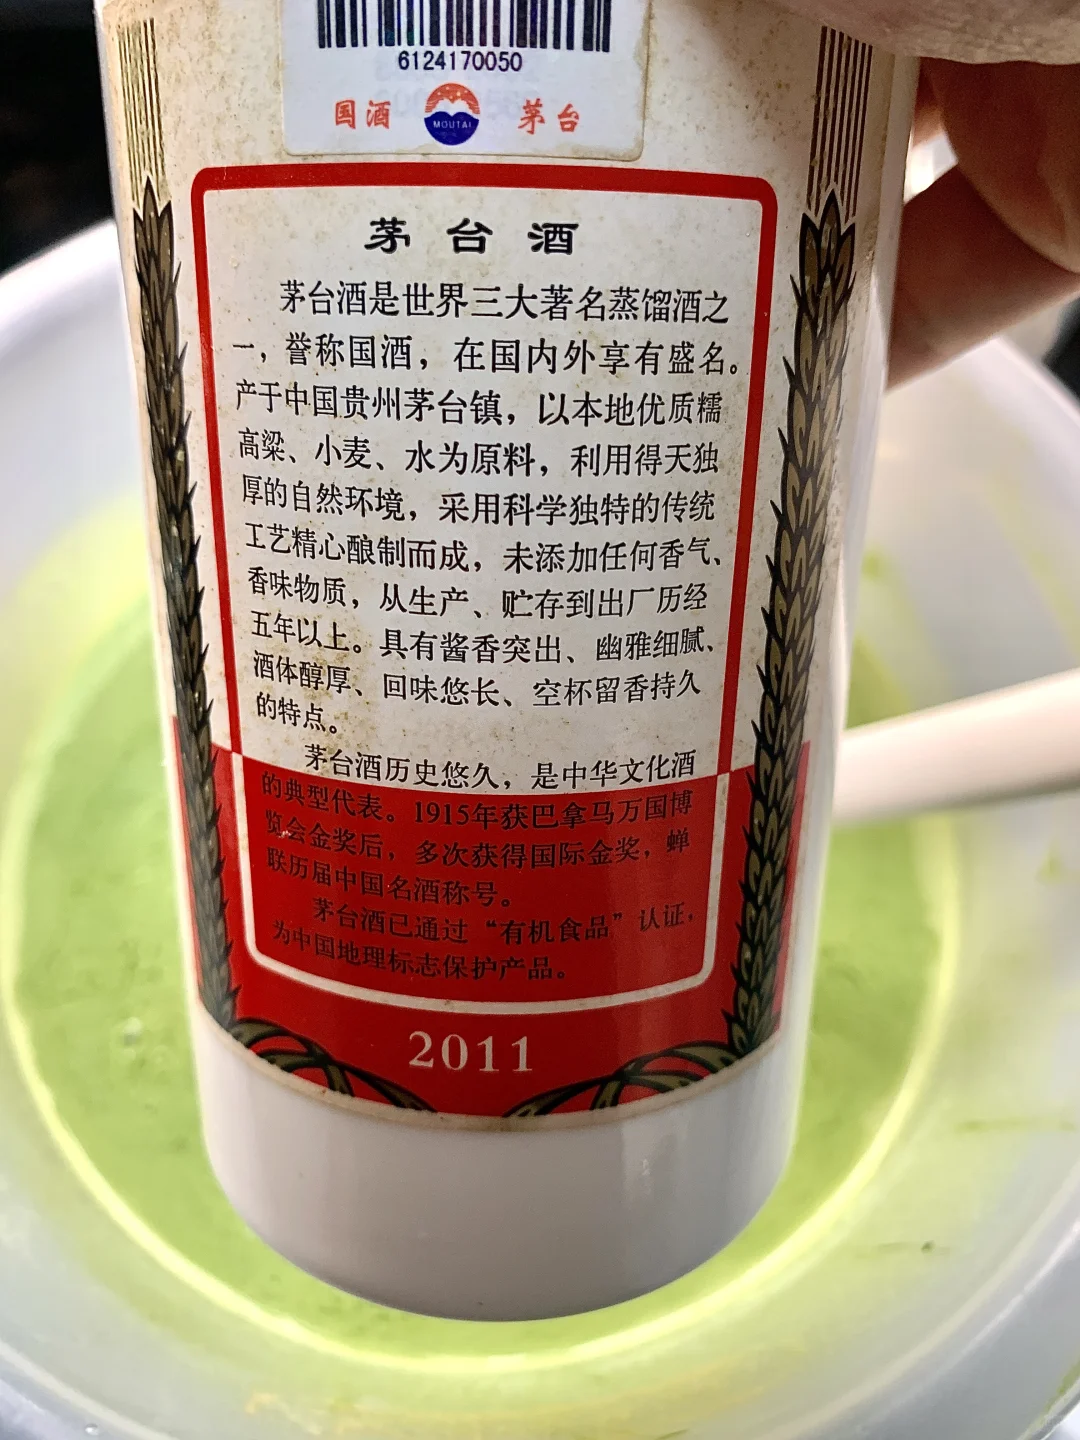 6124170050
国酒 MOUTAI 茅台
茅台酒
茅台酒是世界三大著名蒸馏酒之
一，誉称国酒，在国内外享有盛名。
产于中国贵州茅台镇，以本地优质糯
高粱、小麦、水为原料，利用得天独
厚的自然环境，采用科学独特的传统
工艺精心酿制而成，未添加任何香气、
香味物质，从生产、贮存到出厂历经
五年以上。具有酱香突出、幽雅细腻、
酒体醇厚、回味悠长、空杯留香持久
的特点。
茅台酒历史悠久，是中华文化酒
的典型代表。1915年获巴拿马万国博
览会金奖后，多次获得国际金奖，蝉
联历届中国名酒称号。
茅台酒已通过“有机食品”认证，
为中国地理标志保护产品。
2011